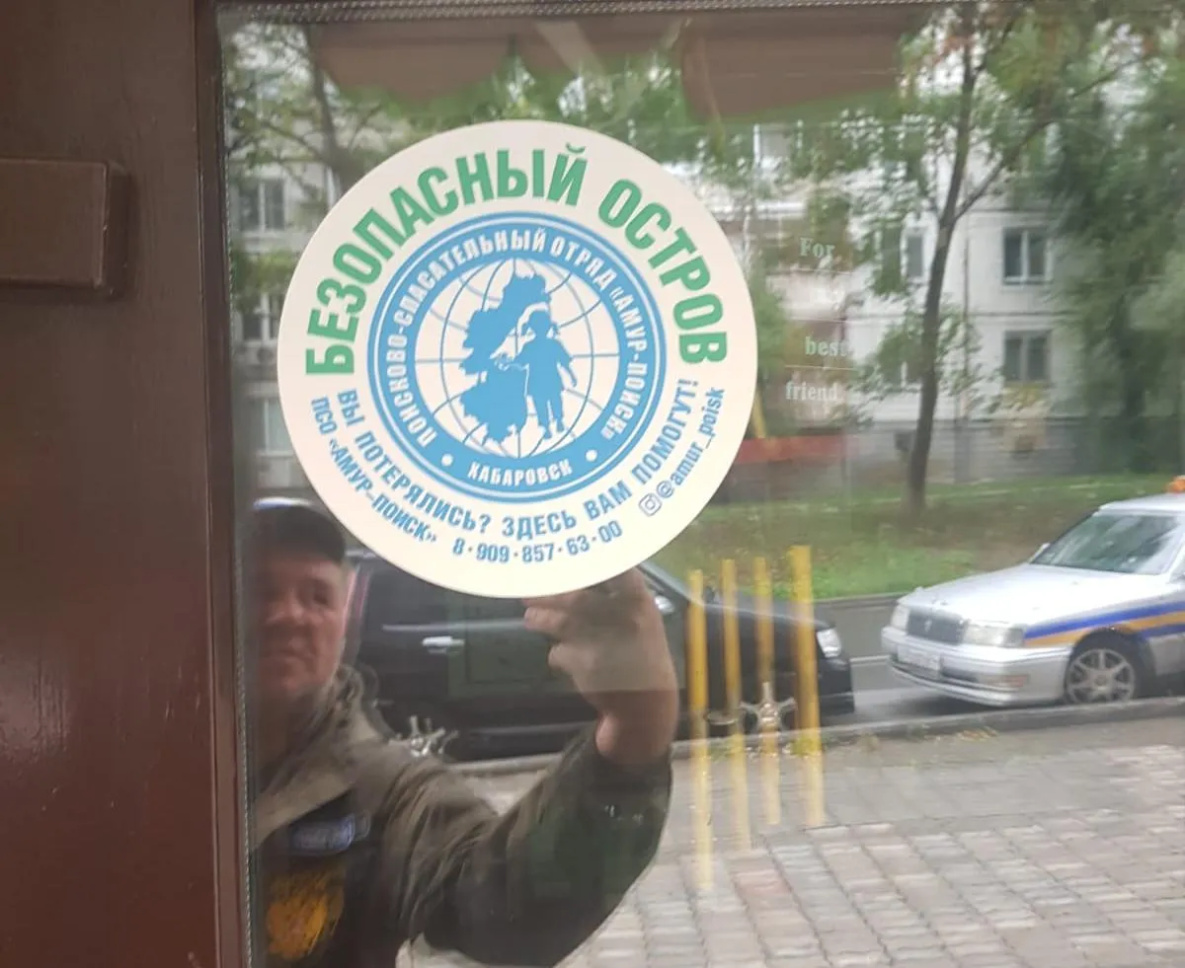 БЕЗОПАСНЫЙ ОСТРОВ
ПОИСКОВО-СПАСАТЕЛЬНЫЙ ОТРЯД «АМУР-ПОИСК»
• ХАБАРОВСК •
ВЫ ПОТЕРЯЛИСЬ? ЗДЕСЬ ВАМ ПОМОГУТ!
ПСО «АМУР-ПОИСК» 8·909·857·63·00 @amur_poisk
For
best
friend